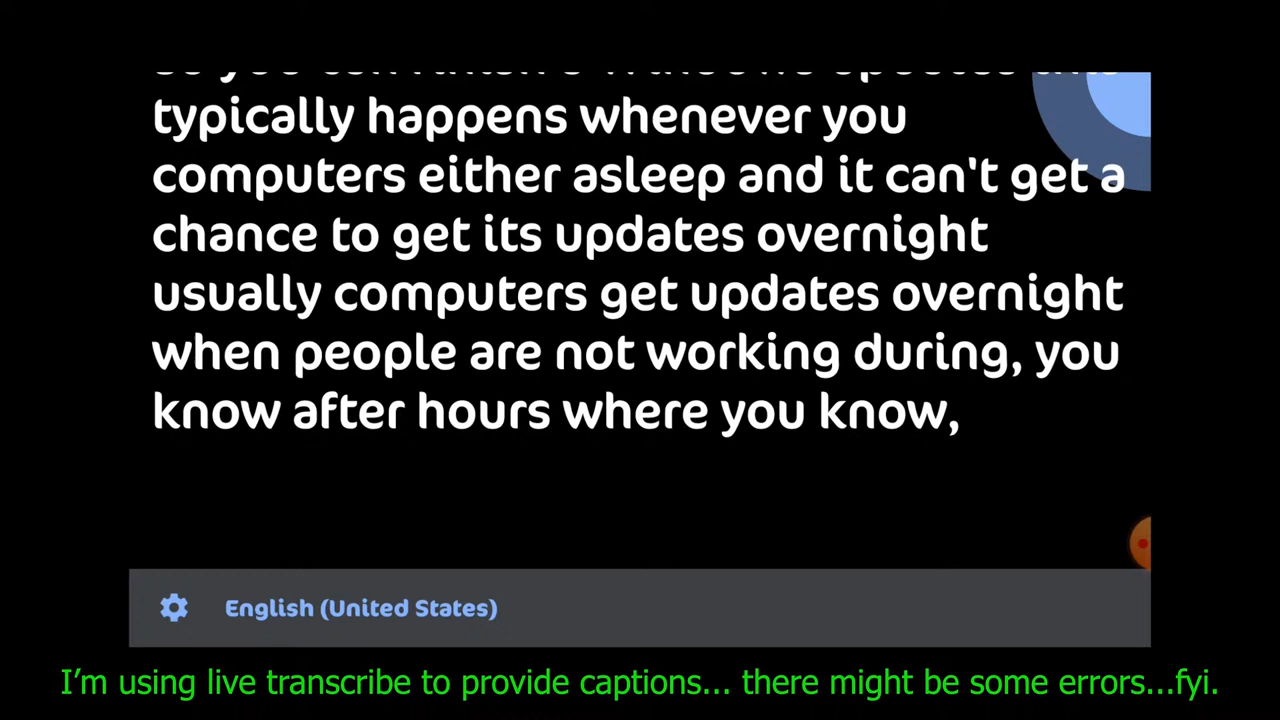 typically happens whenever you
computers either asleep and it can't get a
chance to get its updates overnight
usually computers get updates overnight
when people are not working during, you
know after hours where you know,
English (United States)
I'm using live transcribe to provide captions... there might be some errors...fyi.